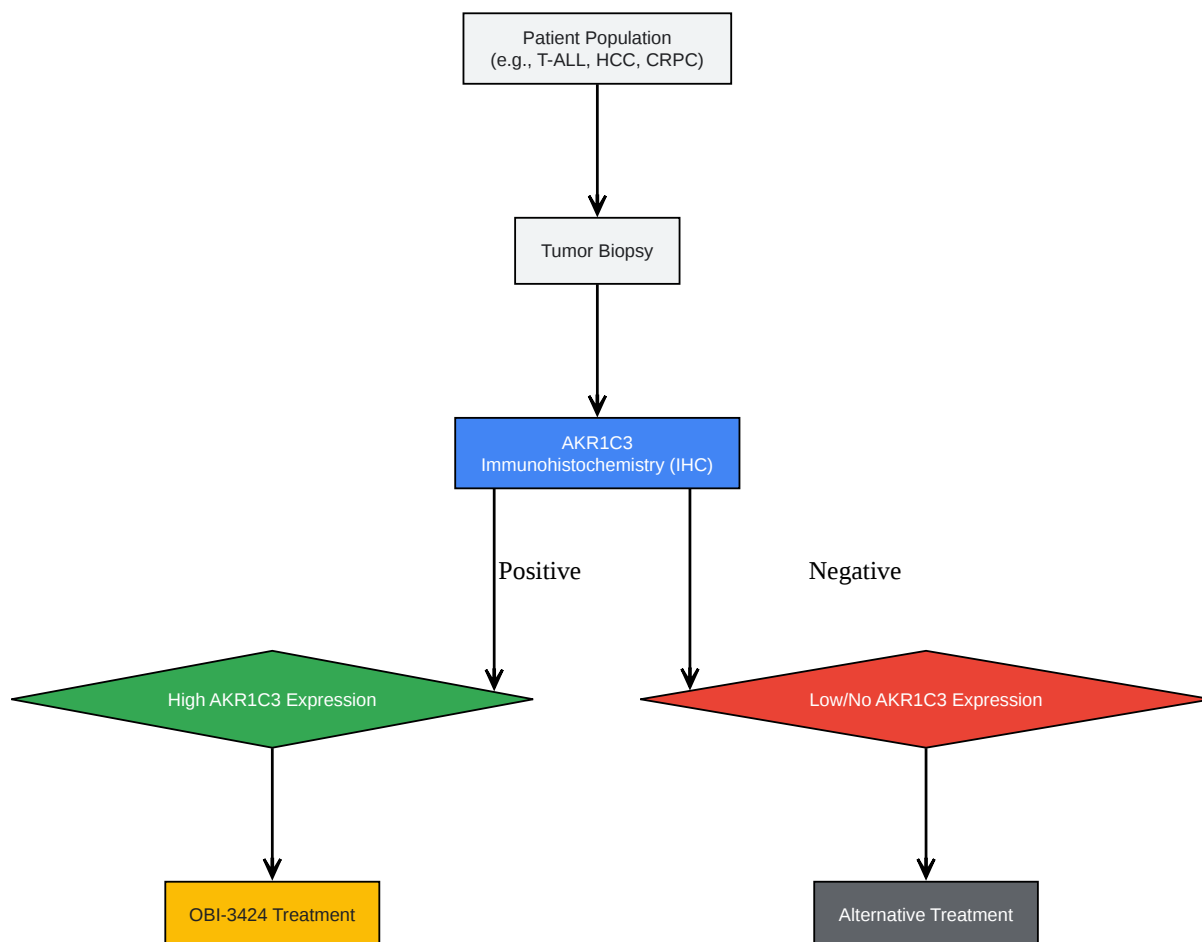 Patient Population
(e.g., T-ALL, HCC, CRPC)
Tumor Biopsy
AKR1C3
Immunohistochemistry (IHC)
Positive
Negative
High AKR1C3 Expression
Low/No AKR1C3 Expression
OBI-3424 Treatment
Alternative Treatment